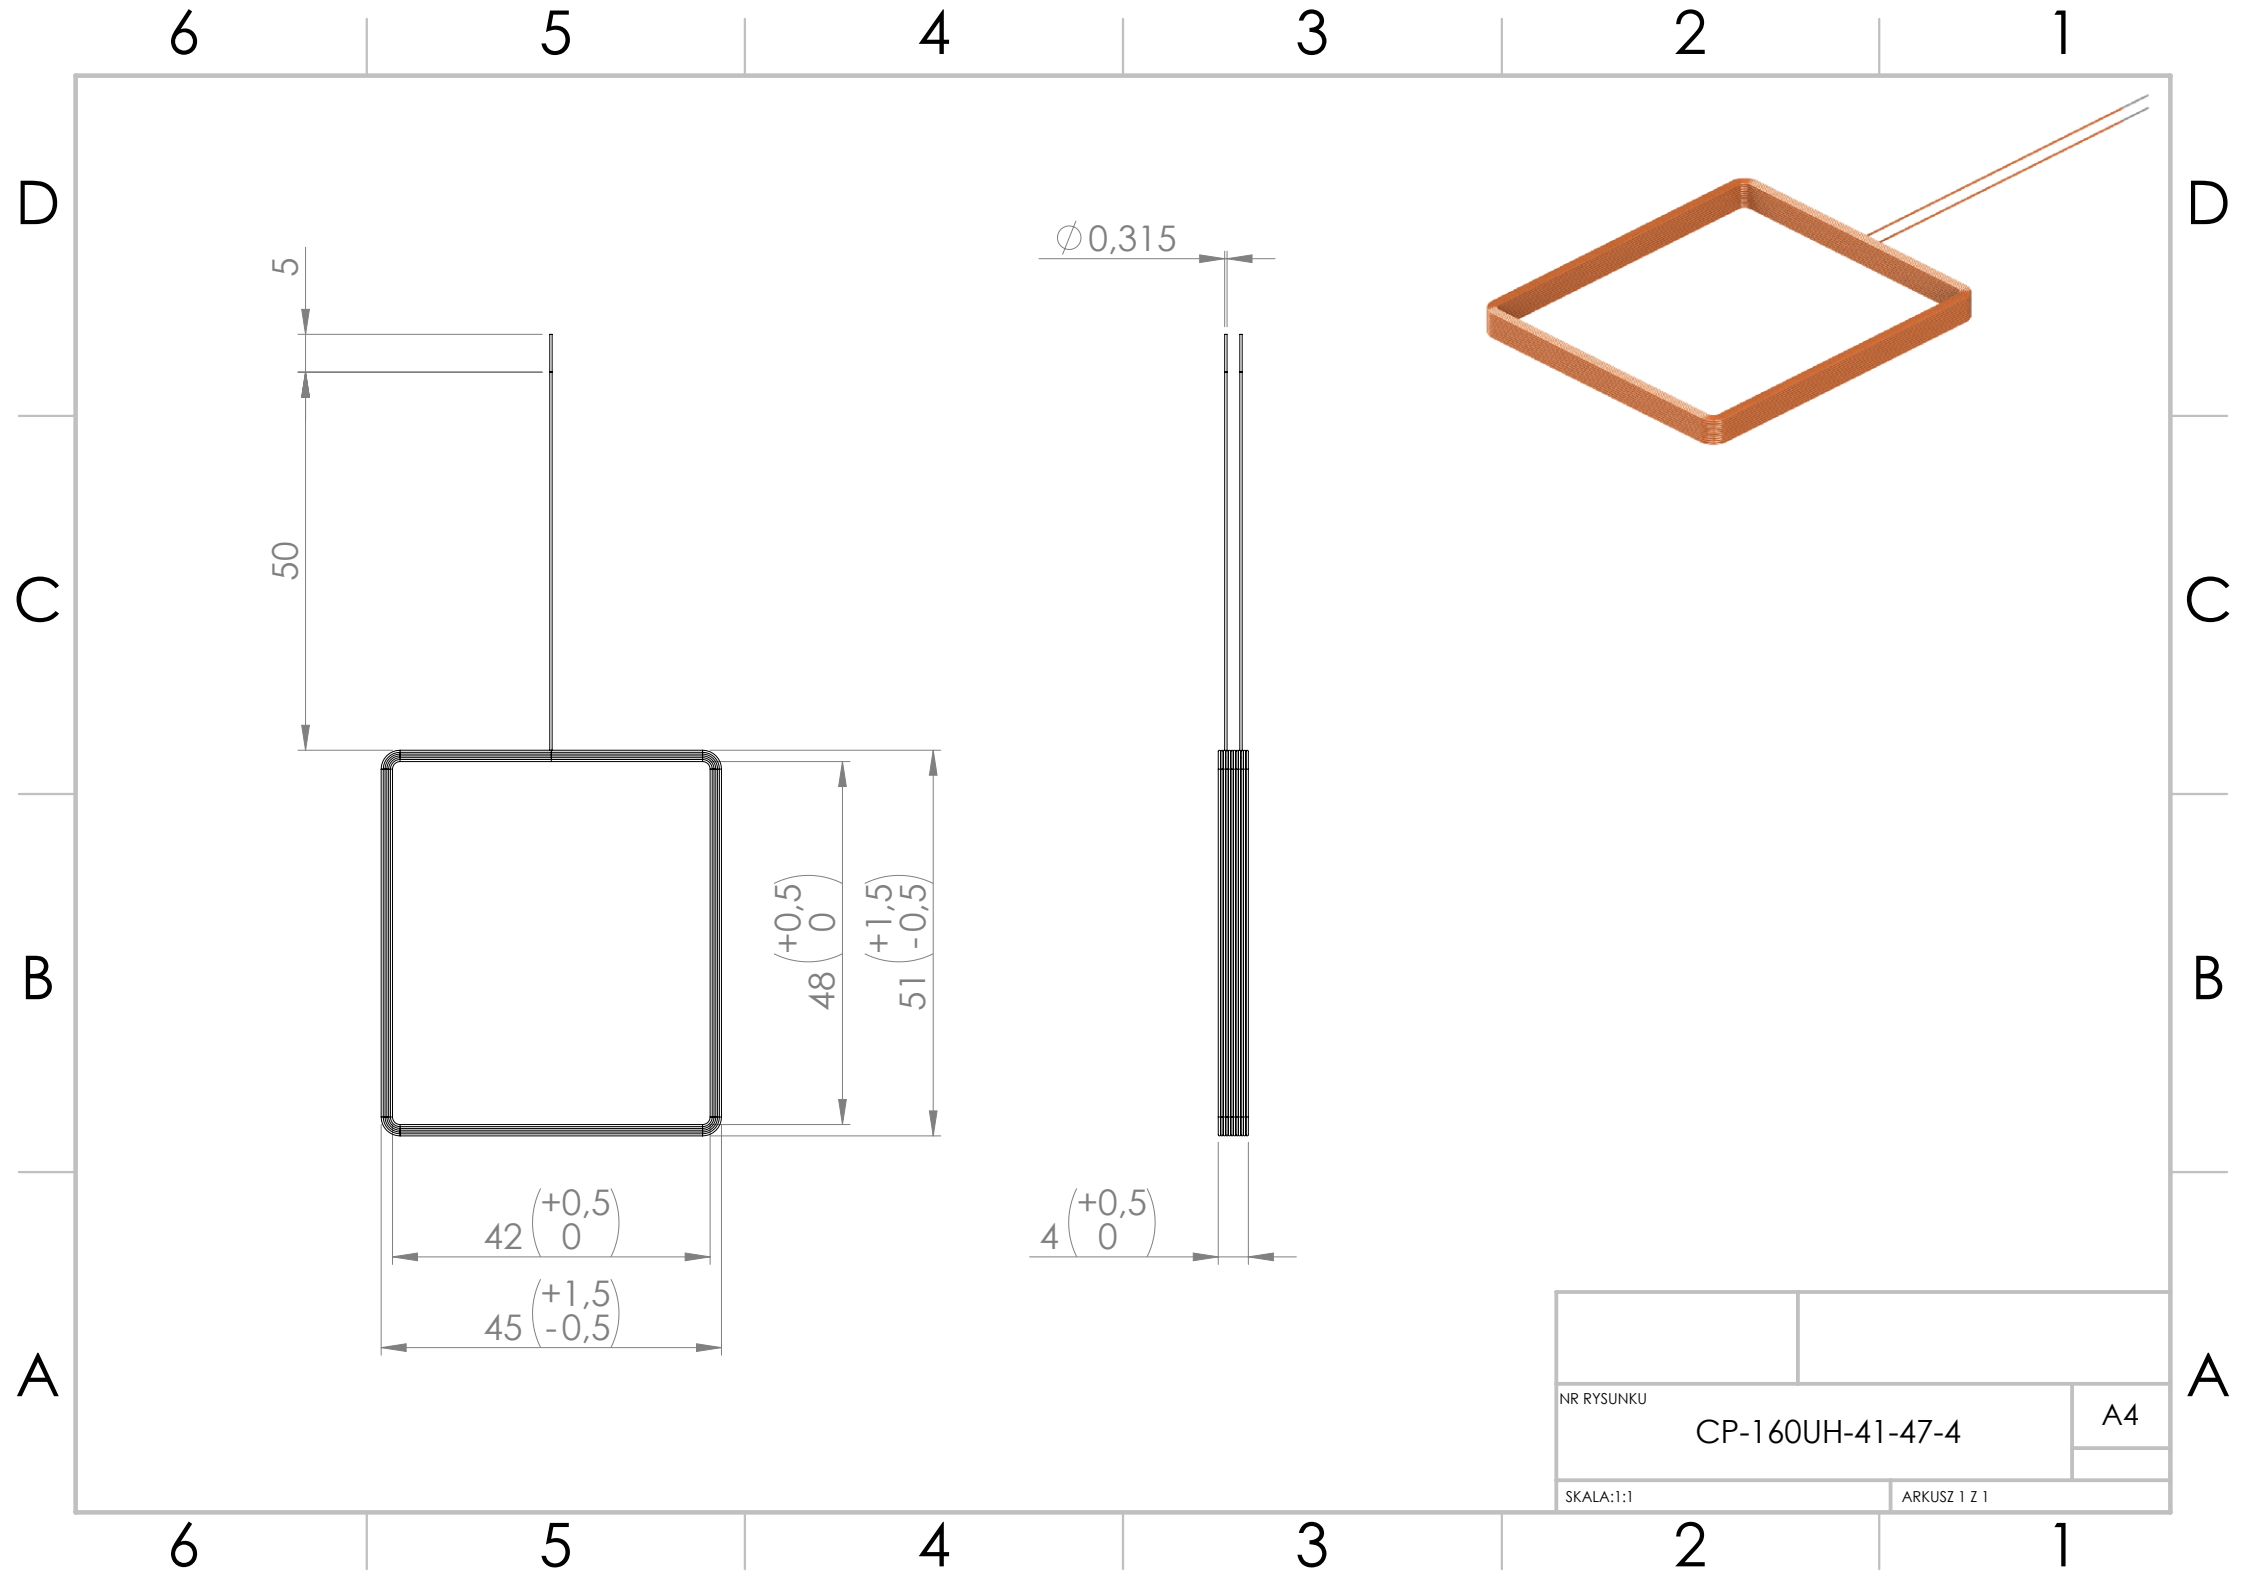 6 5 4 3 2 1
D D
Ø0,315
5
50
C C
48 (+0,5 0)
51 (+1,5 -0,5)
B B
42 (+0,5 0)
4 (+0,5 0)
45 (+1,5 -0,5)
A A
NR RYSUNKU
CP-160UH-41-47-4
A4
SKALA:1:1
ARKUSZ 1 Z 1
6 5 4 3 2 1